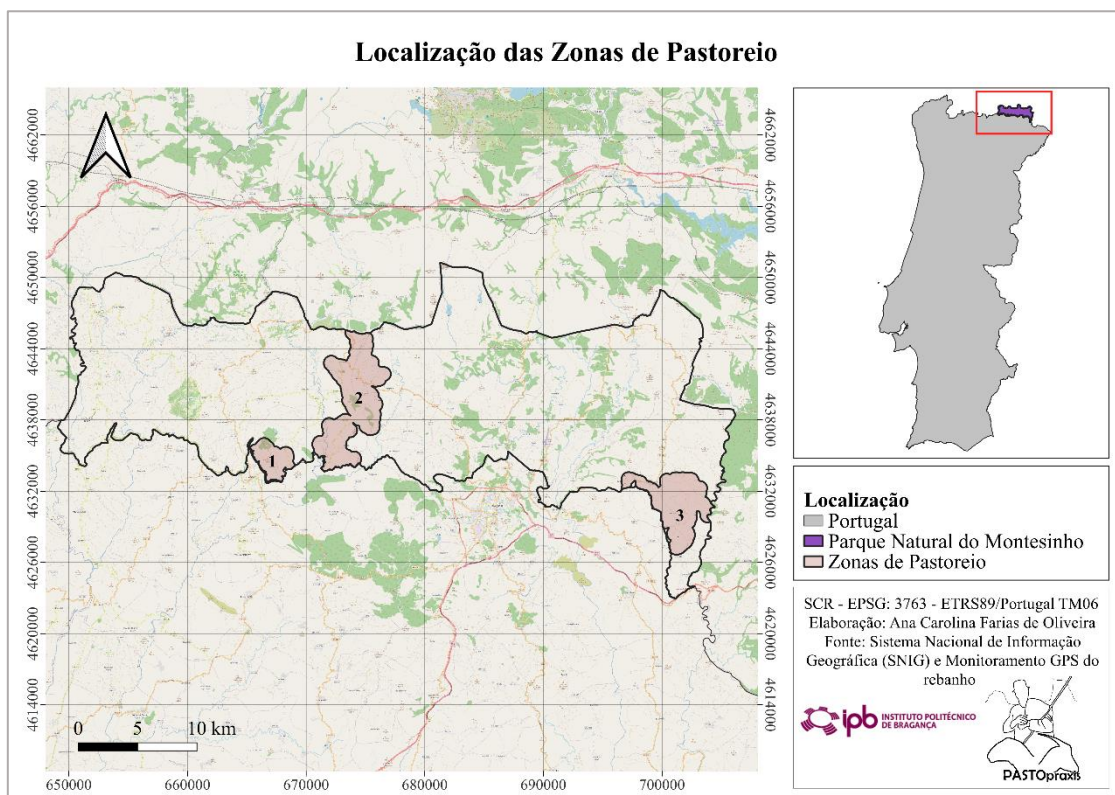 Localização das Zonas de Pastoreio
4662000
4656000
4650000
4644000
4638000
4632000
4626000
4620000
4614000
4662000
4656000
4650000
4644000
4638000
4632000
4626000
4620000
4614000
1
2
3
0 5 10 km
650000 660000 670000 680000 690000 700000
Localização
Portugal
Parque Natural do Montesinho
Zonas de Pastoreio
SCR - EPSG: 3763 - ETRS89/Portugal TM06
Elaboração: Ana Carolina Farias de Oliveira
Fonte: Sistema Nacional de Informação
Geográfica (SNIG) e Monitoramento GPS do
rebanho
ipb INSTITUTO POLITÉCNICO
DE BRAGANÇA
PASTOpraxis